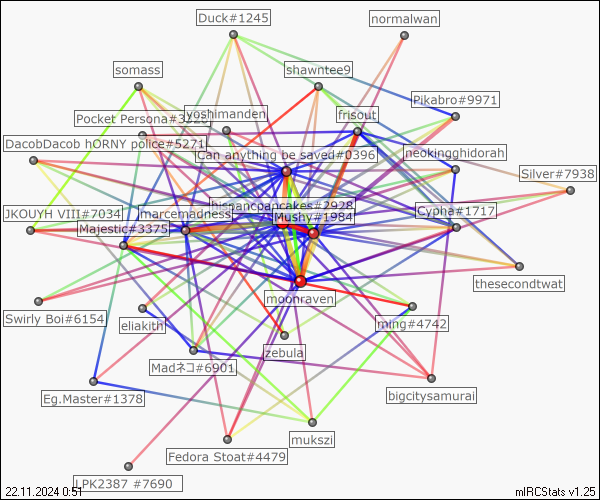 Duck#1245
normalwan
somass
shawntee9
Pikabro#9971
Pocket Persona#3
yoshimanden
frisout
DacobDacob hORNY police#5271
Can anything be saved#0396
neokingghidorah
Silver#7938
JKOUYH VIII#7034
marcemadness
hispancpancakes#2928
Mushy#1984
Cypha#1717
Majestic#3375
moonraven
thesecondtwat
Swirly Boi#6154
eliakith
ming#4742
zebula
Madネコ#6901
Eg.Master#1378
bigcitysamurai
mukszi
Fedora Stoat#4479
LPK2387 #7690
22.11.2024 0:51
mIRCStats v1.25